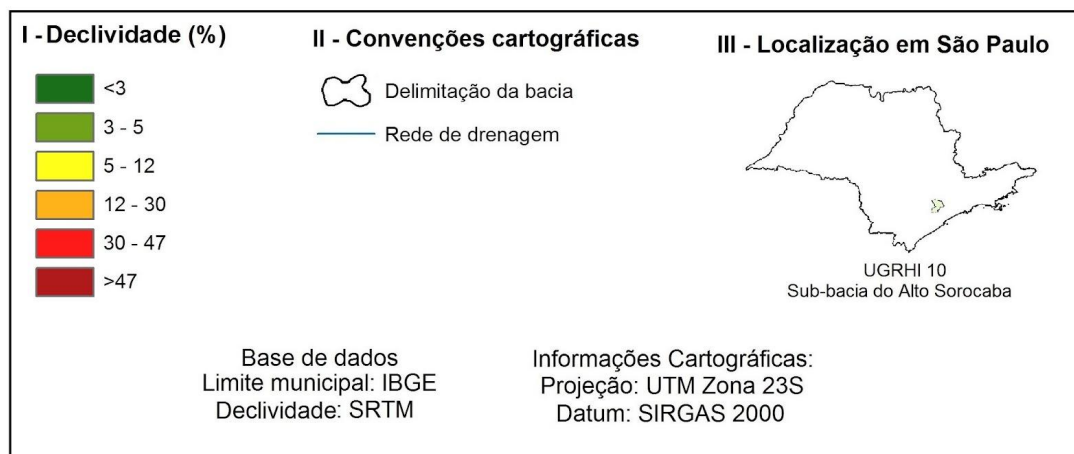 I - Declividade (%)
<3
3 - 5
5 - 12
12 - 30
30 - 47
>47
II - Convenções cartográficas
Delimitação da bacia
Rede de drenagem
III - Localização em São Paulo
UGRHI 10
Sub-bacia do Alto Sorocaba
Base de dados
Limite municipal: IBGE
Declividade: SRTM
Informações Cartográficas:
Projeção: UTM Zona 23S
Datum: SIRGAS 2000